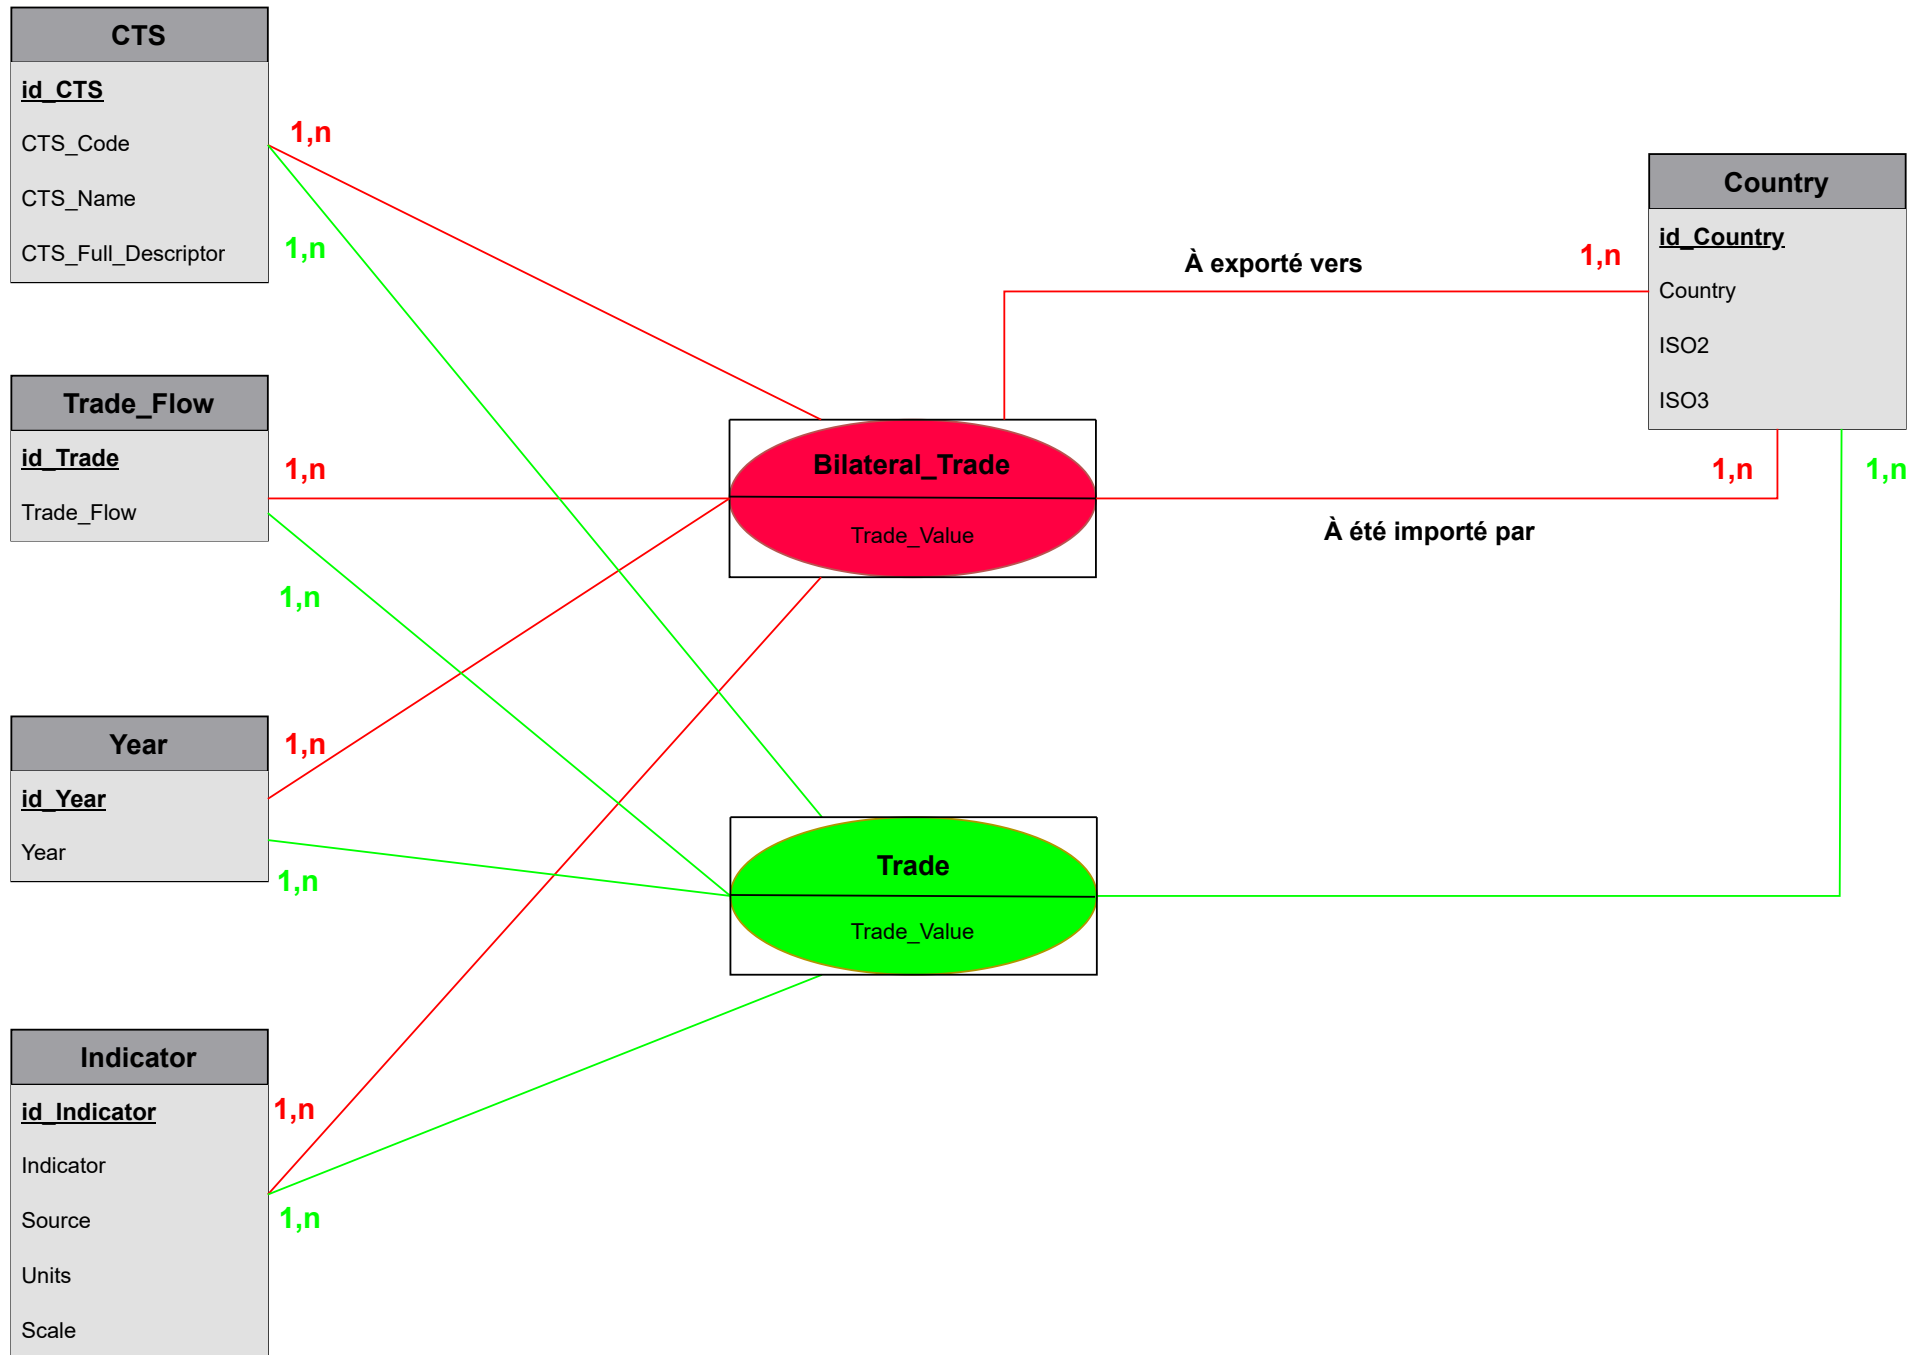 CTS
id_CTS
CTS_Code
CTS_Name
CTS_Full_Descriptor
1,n
1,n
Trade_Flow
id_Trade
Trade_Flow
1,n
1,n
Year
id_Year
Year
1,n
1,n
Indicator
id_Indicator
Indicator
Source
Units
Scale
1,n
1,n
Bilateral_Trade
Trade_Value
Trade
Trade_Value
À exporté vers
1,n
À été importé par
1,n
1,n
Country
id_Country
Country
ISO2
ISO3